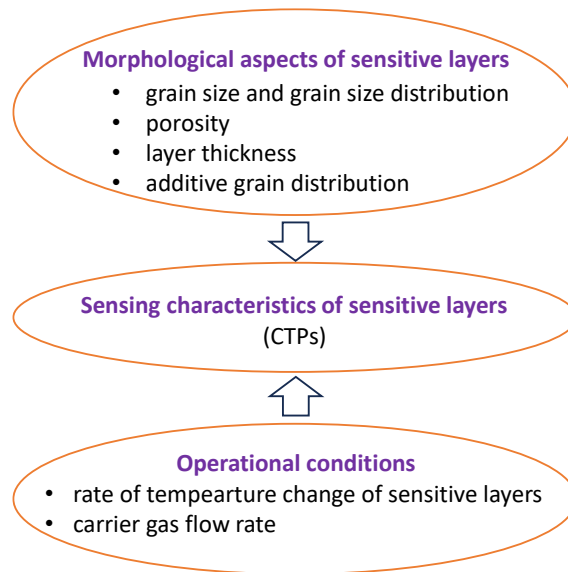 Morphological aspects of sensitive layers
• grain size and grain size distribution
• porosity
• layer thickness
• additive grain distribution
Sensing characteristics of sensitive layers
(CTPs)
Operational conditions
• rate of tempearture change of sensitive layers
• carrier gas flow rate